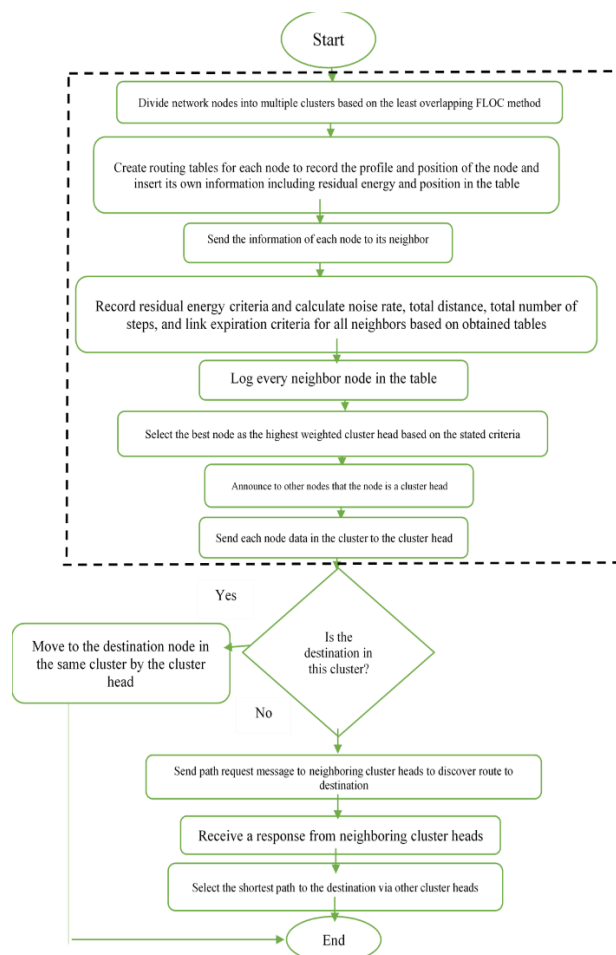 Start
Divide network nodes into multiple clusters based on the least overlapping FLOC method
Create routing tables for each node to record the profile and position of the node and
insert its own information including residual energy and position in the table
Send the information of each node to its neighbor
Record residual energy criteria and calculate noise rate, total distance, total number of
steps, and link expiration criteria for all neighbors based on obtained tables
Log every neighbor node in the table
Select the best node as the highest weighted cluster head based on the stated criteria
Announce to other nodes that the node is a cluster head
Send each node data in the cluster to the cluster head
Yes
Is the
destination in
this cluster?
Move to the destination node in
the same cluster by the cluster
head
No
Send path request message to neighboring cluster heads to discover route to
destination
Receive a response from neighboring cluster heads
Select the shortest path to the destination via other cluster heads
End